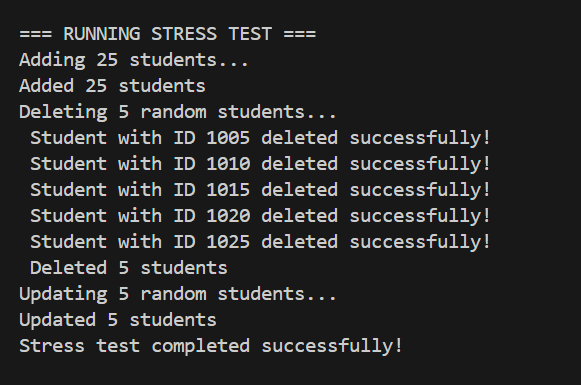 === RUNNING STRESS TEST ===
Adding 25 students...
Added 25 students
Deleting 5 random students...
 Student with ID 1005 deleted successfully!
 Student with ID 1010 deleted successfully!
 Student with ID 1015 deleted successfully!
 Student with ID 1020 deleted successfully!
 Student with ID 1025 deleted successfully!
 Deleted 5 students
Updating 5 random students...
Updated 5 students
Stress test completed successfully!